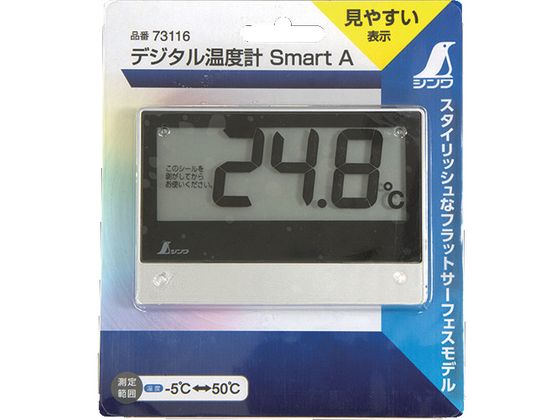 品番 73116
デジタル温度計 Smart A
見やすい
表示
シンワ
スタイリッシュなフラットサーフェスモデル
このシールを
剥がしてから
お使いください。
24.8℃
シンワ
測定
範囲
温度 -5℃⇔50℃